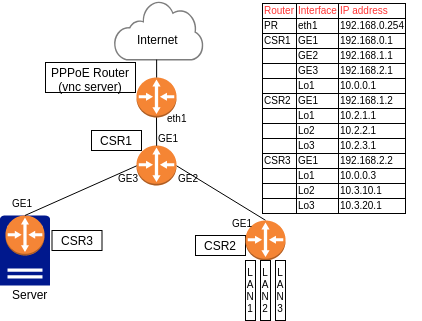 Internet
PPPoE Router
(vnc server)
eth1
CSR1
GE1
GE3
GE2
GE1
CSR3
Server
GE1
CSR2
LAN1
LAN2
LAN3
Router Interface IP address
PR eth1 192.168.0.254
CSR1 GE1 192.168.0.1
GE2 192.168.1.1
GE3 192.168.2.1
Lo1 10.0.0.1
CSR2 GE1 192.168.1.2
Lo1 10.2.1.1
Lo2 10.2.2.1
Lo3 10.2.3.1
CSR3 GE1 192.168.2.2
Lo1 10.0.0.3
Lo2 10.3.10.1
Lo3 10.3.20.1